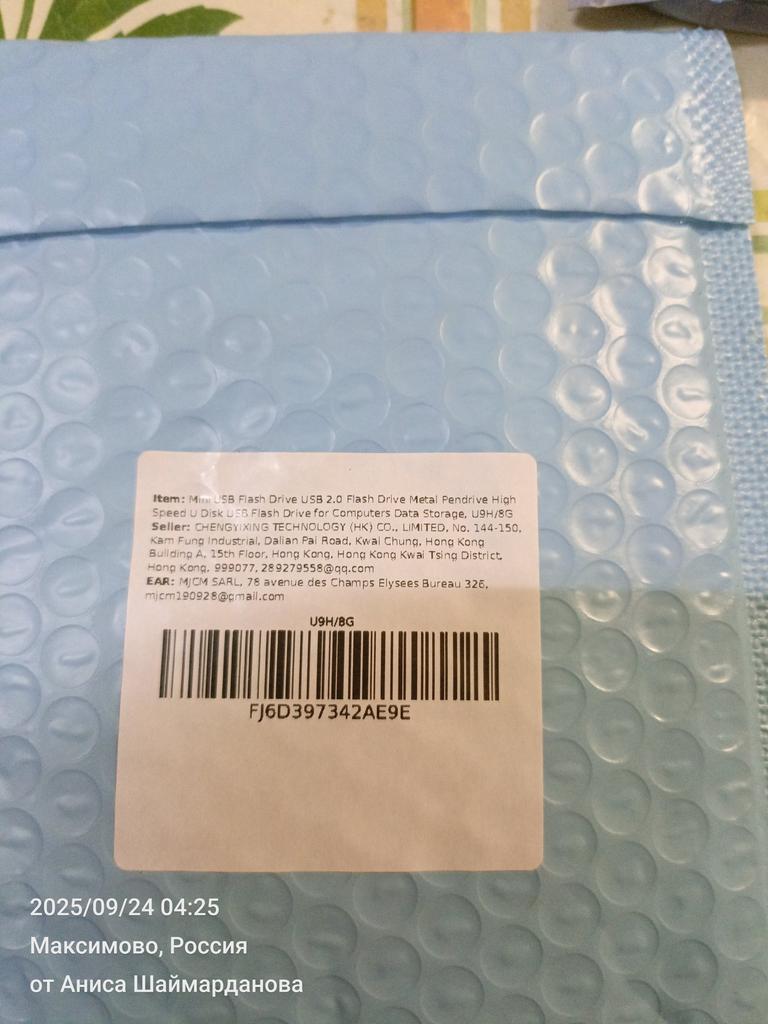 Item: Mini USB Flash Drive USB 2.0 Flash Drive Metal Pendrive High
Speed U Disk USB Flash Drive for Computers Data Storage, U9H/8G
Seller: CHENGYIXING TECHNOLOGY (HK) CO., LIMITED, No. 144-150,
Kam Fung Industrial, Dalian Pai Road, Kwai Chung, Hong Kong
Building A, 15th Floor, Hong Kong, Hong Kong Kwai Tsing District,
Hong Kong, 999077, 289279558@qq.com
EAR: MJCM SARL, 78 avenue des Champs Elysees Bureau 326,
mjcm190928@gmail.com
U9H/8G
FJ6D397342AE9E
2025/09/24 04:25
Максимово, Россия
от Аниса Шаймарданова